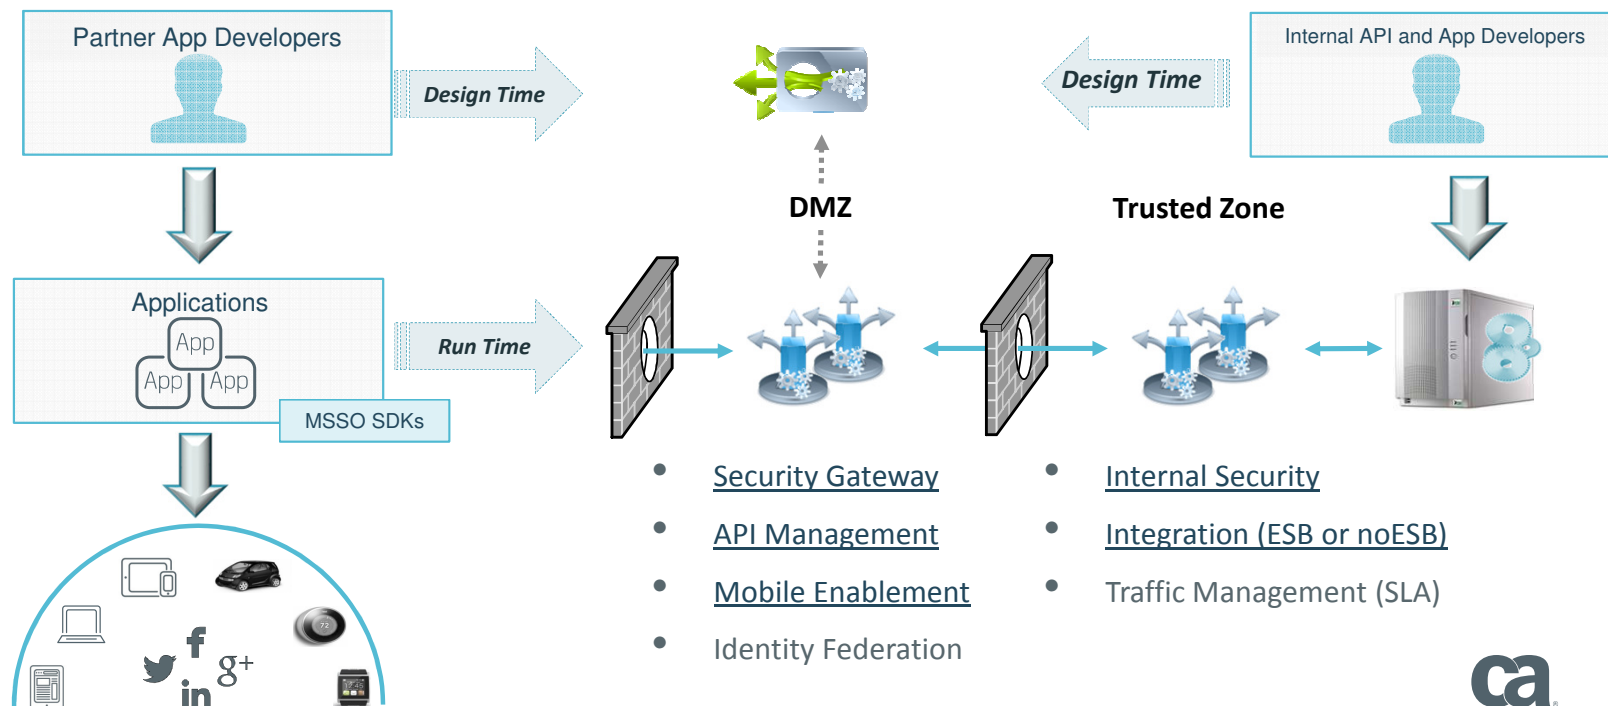 Partner App Developers
Design Time
Design Time
Internal API and App Developers
DMZ
Trusted Zone
Applications
App
App
App
MSSO SDKs
Run Time
• Security Gateway
• API Management
• Mobile Enablement
• Identity Federation
• Internal Security
• Integration (ESB or noESB)
• Traffic Management (SLA)
72
f
g+
in
ca
®